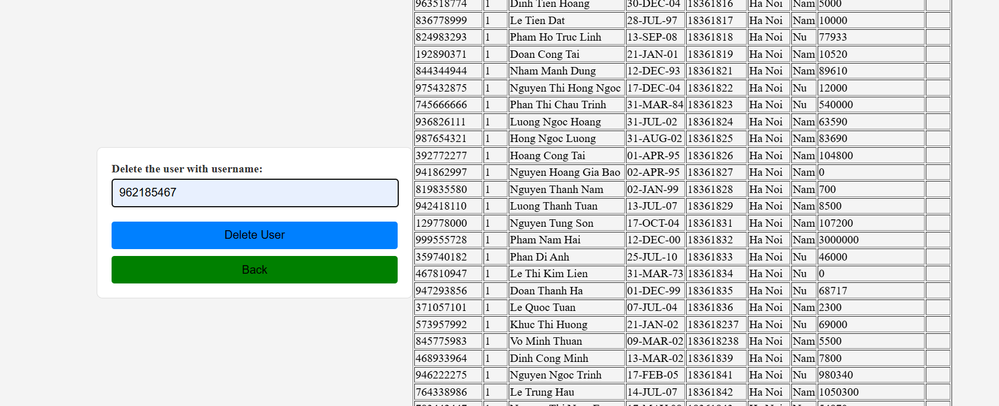 Delete the user with username:
962185467
Delete User
Back
963518774 1 Dinh Tien Hoang 30-DEC-04 18361816 Ha Noi Nam 5000
836778999 1 Le Tien Dat 28-JUL-97 18361817 Ha Noi Nam 10000
824983293 1 Pham Ho Truc Linh 13-SEP-08 18361818 Ha Noi Nu 77933
192890371 1 Doan Cong Tai 21-JAN-01 18361819 Ha Noi Nam 10520
844344944 1 Nham Manh Dung 12-DEC-93 18361821 Ha Noi Nam 89610
975432875 1 Nguyen Thi Hong Ngoc 17-DEC-04 18361822 Ha Noi Nu 12000
745666666 1 Phan Thi Chau Trinh 31-MAR-84 18361823 Ha Noi Nu 540000
936826111 1 Luong Ngoc Hoang 31-JUL-02 18361824 Ha Noi Nam 63590
987654321 1 Hong Ngoc Luong 31-AUG-02 18361825 Ha Noi Nam 83690
392772277 1 Hoang Cong Tai 01-APR-95 18361826 Ha Noi Nam 104800
941862997 1 Nguyen Hoang Gia Bao 02-APR-95 18361827 Ha Noi Nam 0
819835580 1 Nguyen Thanh Nam 02-JAN-99 18361828 Ha Noi Nam 700
942418110 1 Luong Thanh Tuan 13-JUL-07 18361829 Ha Noi Nam 8500
129778000 1 Nguyen Tung Son 17-OCT-04 18361831 Ha Noi Nam 107200
999555728 1 Pham Nam Hai 12-DEC-00 18361832 Ha Noi Nam 3000000
359740182 1 Phan Di Anh 25-JUL-10 18361833 Ha Noi Nu 46000
467810947 1 Le Thi Kim Lien 31-MAR-73 18361834 Ha Noi Nu 0
947293856 1 Doan Thanh Ha 01-DEC-99 18361835 Ha Noi Nu 68717
371057101 1 Le Quoc Tuan 07-JUL-04 18361836 Ha Noi Nam 2300
573957992 1 Khuc Thi Huong 21-JAN-02 183618237 Ha Noi Nu 69000
845775983 1 Vo Minh Thuan 09-MAR-02 183618238 Ha Noi Nam 5500
468933964 1 Dinh Cong Minh 13-MAR-02 18361839 Ha Noi Nam 7800
946222275 1 Nguyen Ngoc Trinh 17-FEB-05 18361841 Ha Noi Nu 980340
764338986 1 Le Trung Hau 14-JUL-07 18361842 Ha Noi Nam 1050300